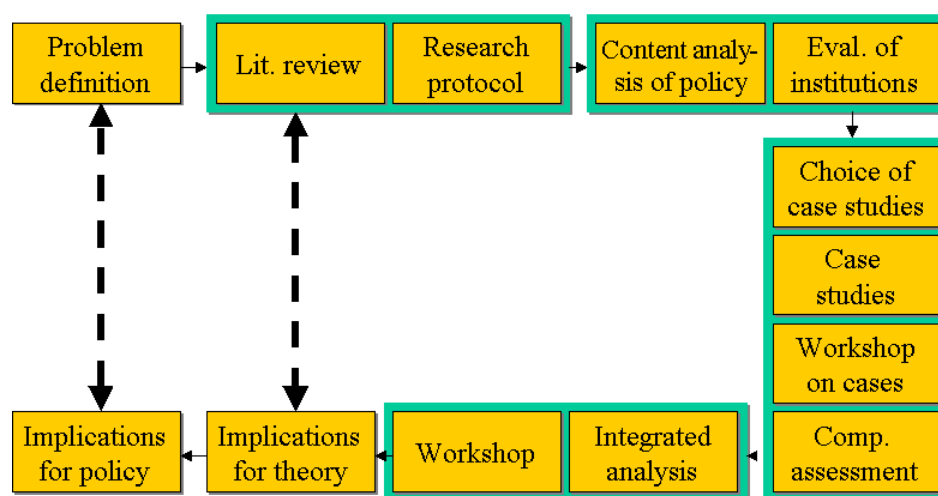 Problem
definition
Lit. review
Research
protocol
Content analy-
sis of policy
Eval. of
institutions
Choice of
case studies
Case
studies
Workshop
on cases
Comp.
assessment
Integrated
analysis
Workshop
Implications
for theory
Implications
for policy